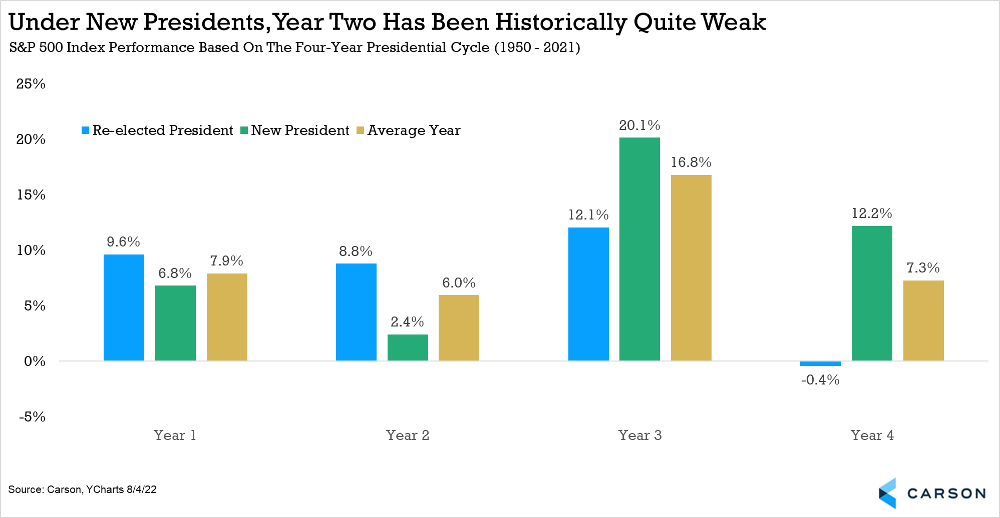 Under New Presidents, Year Two Has Been Historically Quite Weak
S&P 500 Index Performance Based On The Four-Year Presidential Cycle (1950 - 2021)
25%
20%
15%
10%
5%
0%
-5%
Re-elected President New President Average Year
9.6%
6.8%
7.9%
8.8%
2.4%
6.0%
12.1%
20.1%
16.8%
-0.4%
12.2%
7.3%
Year 1
Year 2
Year 3
Year 4
Source: Carson, YCharts 8/4/22
CARSON